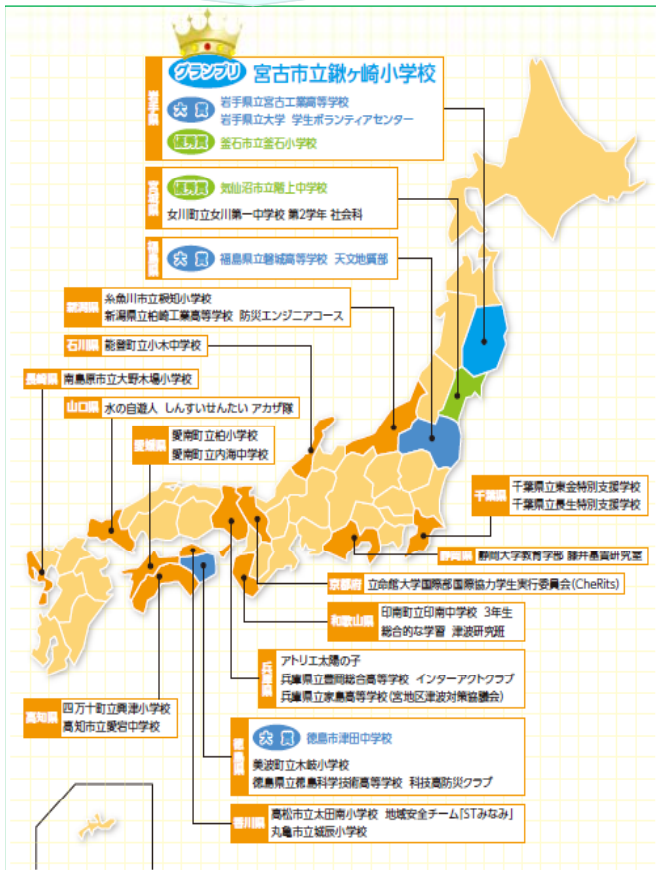 岩手県
グランプリ 宮古市立鍬ヶ崎小学校
大賞 岩手県立宮古工業高等学校
岩手県立大学 学生ボランティアセンター
優秀賞 釜石市立釜石小学校
宮城県
優秀賞 気仙沼市立階上中学校
女川町立女川第一中学校 第2学年 社会科
福島県
大賞 福島県立磐城高等学校 天文地質部
新潟県
糸魚川市立根知小学校
新潟県立柏崎工業高等学校 防災エンジニアコース
石川県 能登町立小木中学校
長崎県 南島原市立大野木場小学校
山口県 水の自遊人 しんすいせんたい アカザ隊
愛媛県
愛南町立柏小学校
愛南町立内海中学校
千葉県
千葉県立東金特別支援学校
千葉県立長生特別支援学校
静岡県 静岡大学教育学部 藤井基貴研究室
京都府 立命館大学国際部国際協力学生実行委員会(CheRits)
和歌山県
印南町立印南中学校 3年生
総合的な学習 津波研究班
兵庫県
アトリエ太陽の子
兵庫県立豊岡総合高等学校 インターアクトクラブ
兵庫県立家島高等学校(宮地区津波対策協議会)
高知県
四万十町立興津小学校
高知市立愛宕中学校
徳島県
大賞 徳島市津田中学校
美波町立木岐小学校
徳島県立徳島科学技術高等学校 科技高防災クラブ
香川県
高松市立太田南小学校 地域安全チーム「STみなみ」
丸亀市立城辰小学校